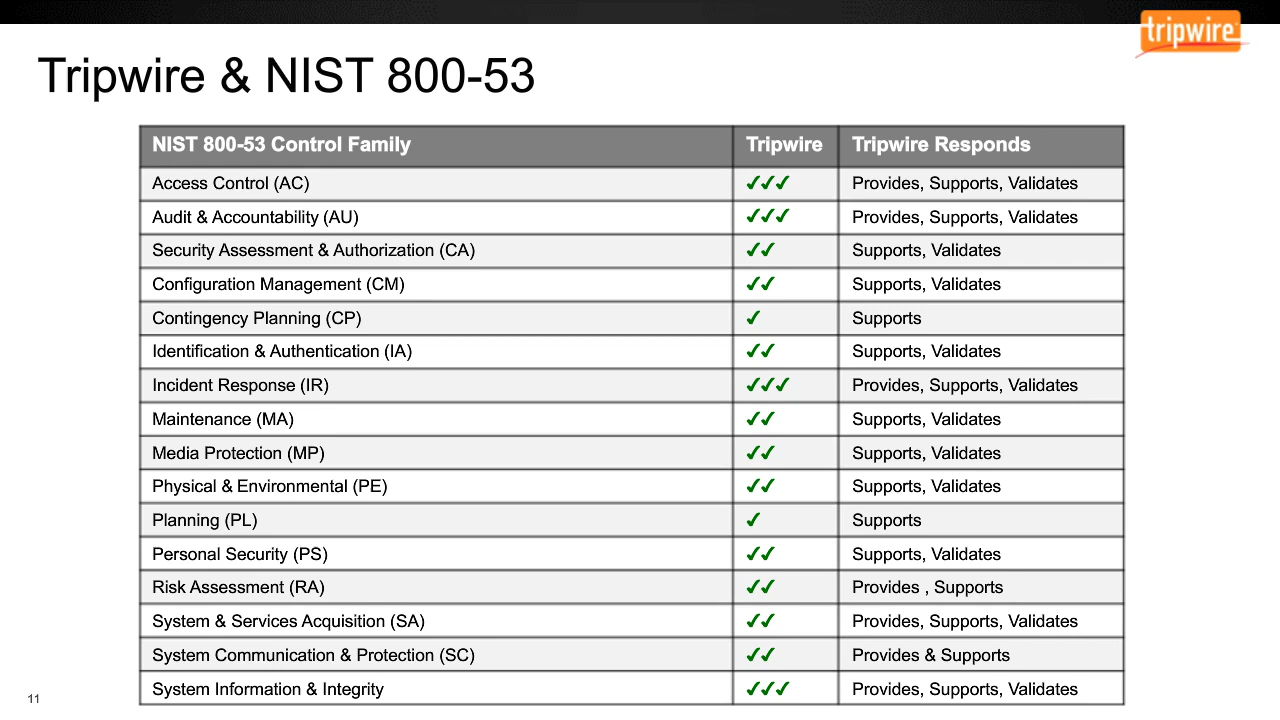 tripwire
Tripwire & NIST 800-53
NIST 800-53 Control Family Tripwire Tripwire Responds
Access Control (AC) ✓✓✓ Provides, Supports, Validates
Audit & Accountability (AU) ✓✓✓ Provides, Supports, Validates
Security Assessment & Authorization (CA) ✓✓ Supports, Validates
Configuration Management (CM) ✓✓ Supports, Validates
Contingency Planning (CP) ✓ Supports
Identification & Authentication (IA) ✓✓ Supports, Validates
Incident Response (IR) ✓✓✓ Provides, Supports, Validates
Maintenance (MA) ✓✓ Supports, Validates
Media Protection (MP) ✓✓ Supports, Validates
Physical & Environmental (PE) ✓✓ Supports, Validates
Planning (PL) ✓ Supports
Personal Security (PS) ✓✓ Supports, Validates
Risk Assessment (RA) ✓✓ Provides , Supports
System & Services Acquisition (SA) ✓✓ Provides, Supports, Validates
System Communication & Protection (SC) ✓✓ Provides & Supports
System Information & Integrity ✓✓✓ Provides, Supports, Validates
11